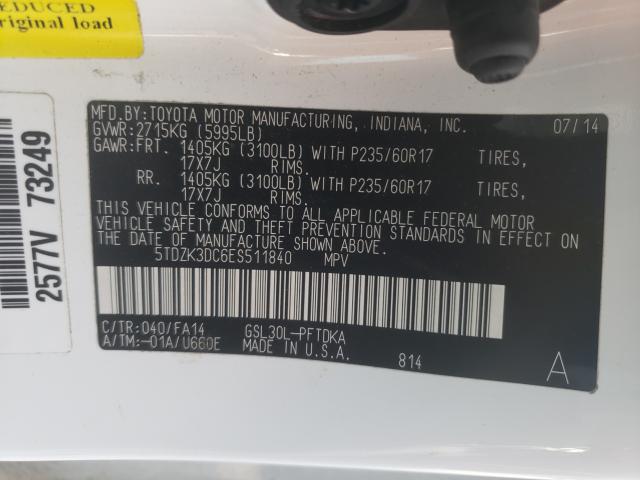 EDUCED
original load
MFD.BY:TOYOTA MOTOR MANUFACTURING, INDIANA, INC. 07/14
GVWR:2715KG (5995LB)
GAWR:FRT. 1405KG (3100LB) WITH P235/60R17 TIRES,
17X7J RIMS.
RR. 1405KG (3100LB) WITH P235/60R17 TIRES,
17X7J RIMS.
THIS VEHICLE CONFORMS TO ALL APPLICABLE FEDERAL MOTOR
VEHICLE SAFETY AND THEFT PREVENTION STANDARDS IN EFFECT ON
THE DATE OF MANUFACTURE SHOWN ABOVE.
5TDZK3DC6ES511840 MPV
C/TR:040/FA14 GSL30L-PFTDKA
A/TM:-01A/U660E MADE IN U.S.A. 814 A
2577V 73249